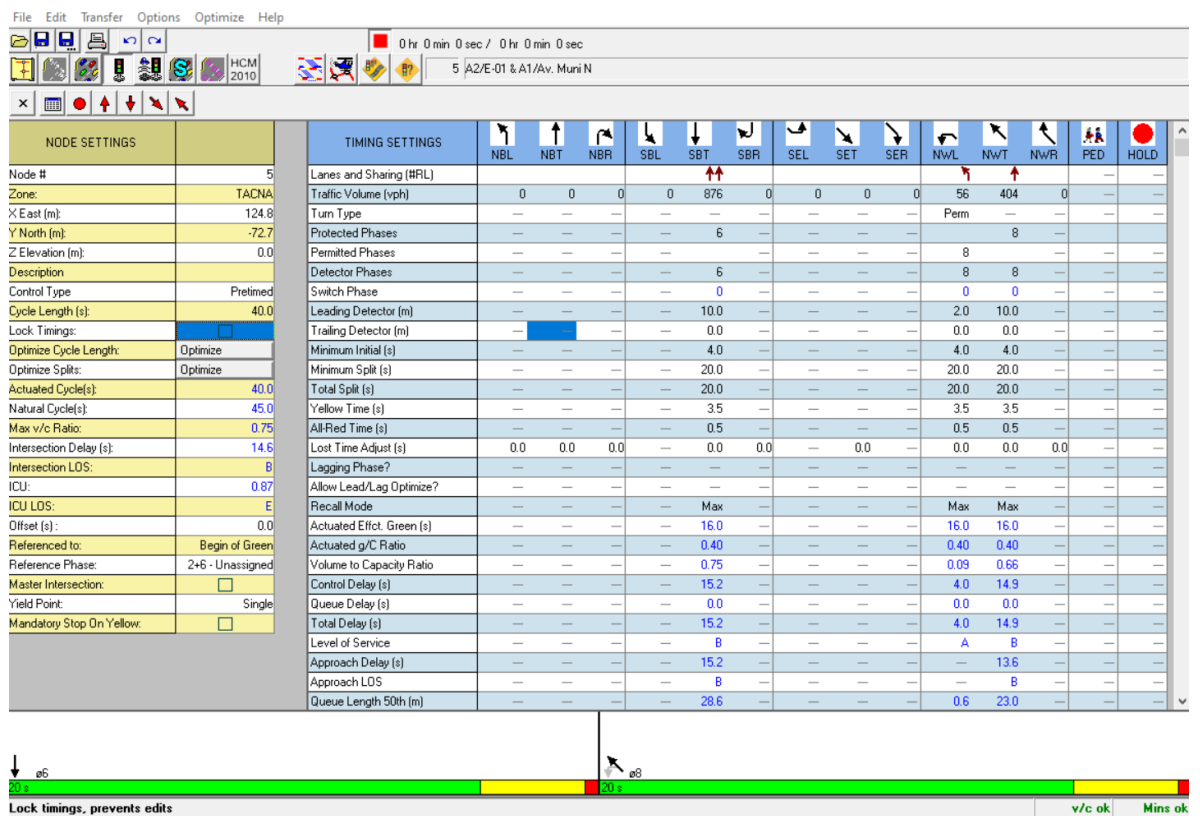 File Edit Transfer Options Optimize Help
0 hr 0 min 0 sec / 0 hr 0 min 0 sec
HCM 2010
5 A2/E-01 & A1/Av. Muni N
NODE SETTINGS
Node # 5
Zone: TACNA
X East (m): 124.8
Y North (m): -72.7
Z Elevation (m): 0.0
Description
Control Type Pretimed
Cycle Length (s): 40.0
Lock Timings:
Optimize Cycle Length: Optimize
Optimize Splits: Optimize
Actuated Cycle(s): 40.0
Natural Cycle(s): 45.0
Max v/c Ratio: 0.75
Intersection Delay (s): 14.6
Intersection LOS: B
ICU: 0.87
ICU LOS: E
Offset (s) : 0.0
Referenced to: Begin of Green
Reference Phase: 2+6 - Unassigned
Master Intersection:
Yield Point: Single
Mandatory Stop On Yellow:
TIMING SETTINGS NBL NBT NBR SBL SBT SBR SEL SET SER NWL NWT NWR PED HOLD
Lanes and Sharing (#RL) — —
Traffic Volume (vph) 0 0 0 0 876 0 0 0 0 56 404 0 — —
Turn Type — — — — — — — — — Perm — — — —
Protected Phases — — — — 6 — — — — 8 — — —
Permitted Phases — — — — — — — — 8 — — —
Detector Phases — — — — 6 — — — — 8 8 — — —
Switch Phase — — — — 0 — — — — 0 0 — — —
Leading Detector (m) — — — — 10.0 — — — — 2.0 10.0 — — —
Trailing Detector (m) — — — — 0.0 — — — — 0.0 0.0 — — —
Minimum Initial (s) — — — — 4.0 — — — — 4.0 4.0 — — —
Minimum Split (s) — — — — 20.0 — — — — 20.0 20.0 — — —
Total Split (s) — — — — 20.0 — — — — 20.0 20.0 — — —
Yellow Time (s) — — — — 3.5 — — — — 3.5 3.5 — — —
All-Red Time (s) — — — — 0.5 — — — — 0.5 0.5 — — —
Lost Time Adjust (s) 0.0 0.0 0.0 — 0.0 0.0 — 0.0 — 0.0 0.0 0.0 — —
Lagging Phase? — — — — — — — — — — — — — —
Allow Lead/Lag Optimize? — — — — — — — — — — — — — —
Recall Mode — — — — Max — — — — Max Max — — —
Actuated Effct. Green (s) — — — — 16.0 — — — — 16.0 16.0 — — —
Actuated g/C Ratio — — — — 0.40 — — — — 0.40 0.40 — — —
Volume to Capacity Ratio — — — — 0.75 — — — — 0.09 0.66 — — —
Control Delay (s) — — — — 15.2 — — — — 4.0 14.9 — — —
Queue Delay (s) — — — — 0.0 — — — — 0.0 0.0 — — —
Total Delay (s) — — — — 15.2 — — — — 4.0 14.9 — — —
Level of Service — — — — B — — — — A B — — —
Approach Delay (s) — — — — 15.2 — — — — — 13.6 — — —
Approach LOS — — — — B — — — — — B — — —
Queue Length 50th (m) — — — — 28.6 — — — — 0.6 23.0 — — —
ø6 ø8
20 s 20 s
Lock timings, prevents edits v/c ok Mins ok